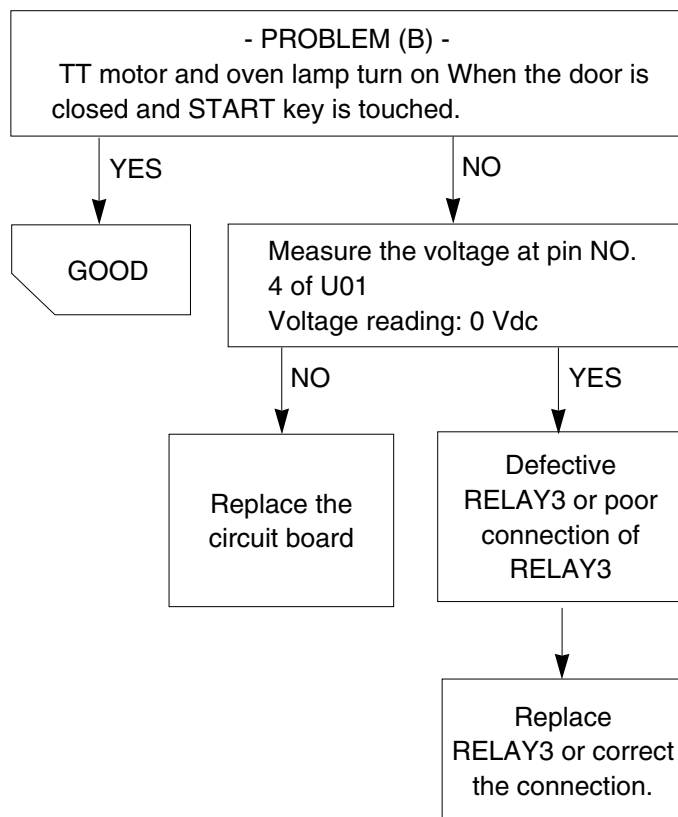 - PROBLEM (B) -
TT motor and oven lamp turn on When the door is
closed and START key is touched.
YES
NO
GOOD
Measure the voltage at pin NO.
4 of U01
Voltage reading: 0 Vdc
NO
YES
Replace the
circuit board
Defective
RELAY3 or poor
connection of
RELAY3
Replace
RELAY3 or correct
the connection.